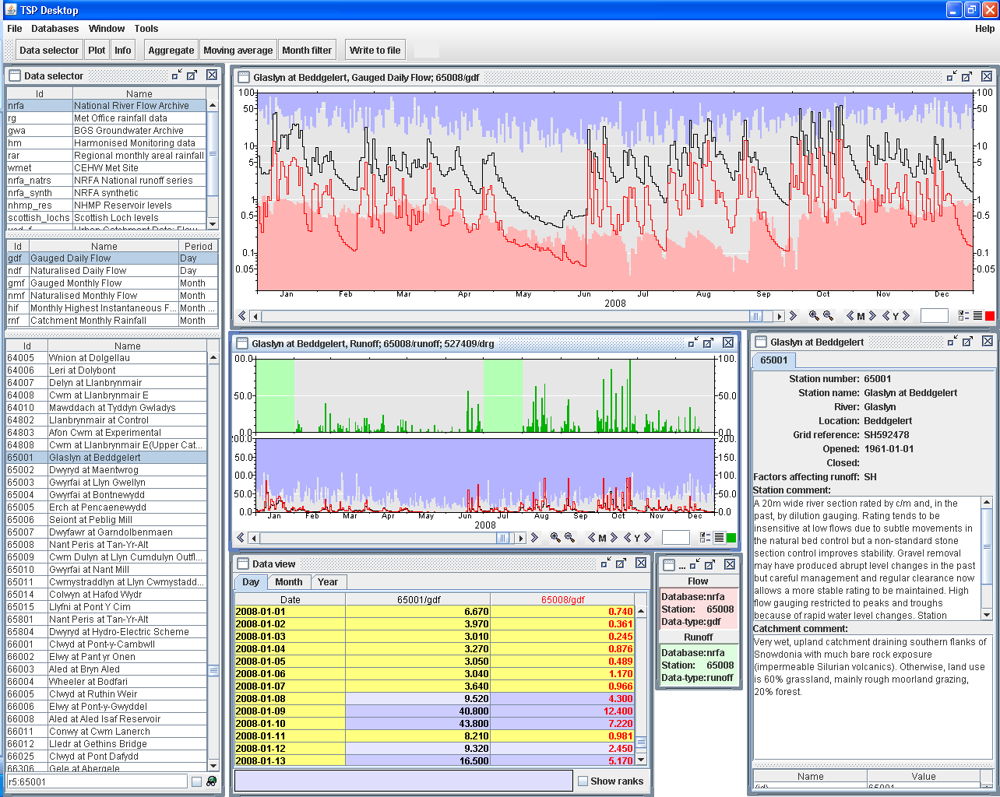 TSP Desktop
File Databases Window Tools Help
Data selector Plot Info Aggregate Moving average Month filter Write to file
Data selector
Id Name
nrfa National River Flow Archive
rg Met Office rainfall data
gwa BGS Groundwater Archive
hm Harmonised Monitoring data
rar Regional monthly areal rainfall
wmet CEHW Met Site
nrfa_natrs NRFA National runoff series
nrfa_synth NRFA synthetic
nhmp_res NHMP Reservoir levels
scottish_lochs Scottish Loch levels
Id Name Period
gdf Gauged Daily Flow Day
ndf Naturalised Daily Flow Day
gmf Gauged Monthly Flow Month
nmf Naturalised Monthly Flow Month
hif Monthly Highest Instantaneous F... Month ...
rnf Catchment Monthly Rainfall Month
Id Name
64005 Wnion at Dolgellau
64006 Leri at Dolybont
64007 Delyn at Llanbrynmair
64008 Cwm at Llanbrynmair E
64010 Mawddach at Tyddyn Gwladys
64802 Llanbrynmair at Control
64803 Afon Cwm at Experimental
64808 Cwm at Llanbrynmair E(Upper Cat...
65001 Glaslyn at Beddgelert
65002 Dwyryd at Maentwrog
65003 Gwyrfai at Llyn Gwellyn
65004 Gwyrfai at Bontnewydd
65005 Erch at Pencaenewydd
65006 Seiont at Peblig Mill
65007 Dwyfawr at Garndolbenmaen
65008 Nant Peris at Tan-Yr-Alt
65009 Cwm Dulyn at Llyn Cumdulyn Outfl...
65010 Gwyrfai at Nant Mill
65011 Cwmystraddlyn at Llyn Cwmystadd...
65014 Colwyn at Hafod Wydr
65015 Llyfni at Pont Y Cim
65801 Nant Peris at Tan-Yr-Alt
65804 Dwyryd at Hydro-Electric Scheme
66001 Clwyd at Pont-y-Cambwll
66002 Elwy at Pant yr Onen
66003 Aled at Bryn Aled
66004 Wheeler at Bodfari
66005 Clwyd at Ruthin Weir
66006 Elwy at Pont-y-Gwyddel
66008 Aled at Aled Isaf Reservoir
66011 Conwy at Cwm Lanerch
66012 Lledr at Gethins Bridge
66025 Clwyd at Pont Dafydd
66306 Gele at Abergele
r5:65001
Glaslyn at Beddgelert, Gauged Daily Flow; 65008/gdf
100 100
50 50
10 10
5 5
1 1
0.5 0.5
0.1 0.1
0.05 0.05
Jan Feb Mar Apr May Jun Jul Aug Sep Oct Nov Dec
2008
M Y
Glaslyn at Beddgelert, Runoff; 65008/runoff; 527409/drg
00.0 100.
50.0 50.0
0.0 0.0
200.0 200.0
50.0 150.
00.0 100.
50.0 50.0
0.0 0.0
Jan Feb Mar Apr May Jun Jul Aug Sep Oct Nov Dec
2008
M Y
Data view
Day Month Year
Date 65001/gdf 65008/gdf
2008-01-01 6.670 0.740
2008-01-02 3.970 0.361
2008-01-03 3.010 0.245
2008-01-04 3.270 0.876
2008-01-05 3.050 0.489
2008-01-06 3.040 1.170
2008-01-07 3.640 0.966
2008-01-08 9.520 4.300
2008-01-09 40.800 12.400
2008-01-10 43.800 7.220
2008-01-11 8.210 0.981
2008-01-12 9.320 2.450
2008-01-13 16.500 5.170
Show ranks
...
Flow
Database:nrfa
Station: 65008
Data-type:gdf
Runoff
Database:nrfa
Station: 65008
Data-type:runoff
Glaslyn at Beddgelert
65001
Station number: 65001
Station name: Glaslyn at Beddgelert
River: Glaslyn
Location: Beddgelert
Grid reference: SH592478
Opened: 1961-01-01
Closed:
Factors affecting runoff: SH
Station comment:
A 20m wide river section rated by c/m and, in the
past, by dilution gauging. Rating tends to be
insensitive at low flows due to subtle movements in
the natural bed control but a non-standard stone
section control improves stability. Gravel removal
may have produced abrupt level changes in the past
but careful management and regular clearance now
allows a more stable rating to be maintained. High
flow gauging restricted to peaks and troughs
because of rapid water level changes. Station
Catchment comment:
Very wet, upland catchment draining southern flanks of
Snowdonia with much bare rock exposure
(impermeable Silurian volcanics). Otherwise, land use
is 60% grassland, mainly rough moorland grazing,
20% forest.
Name Value